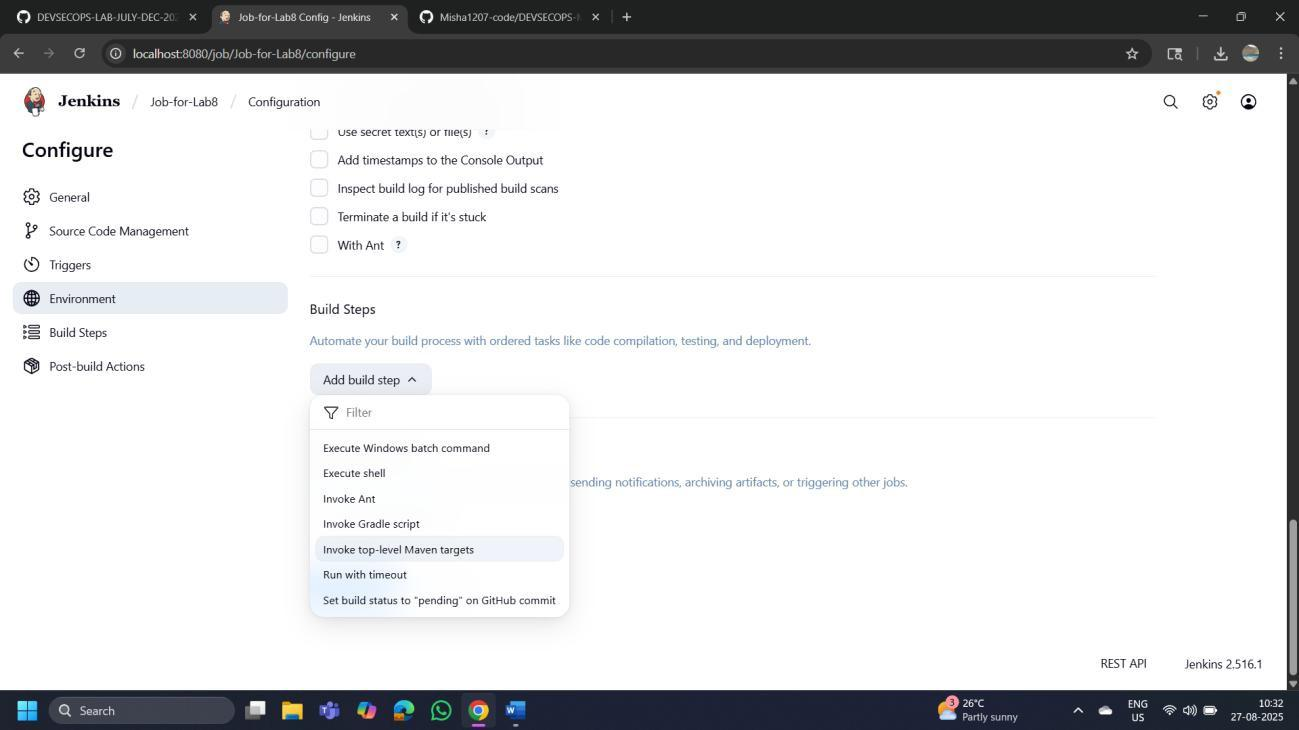 DEVSECOPS-LAB-JULY-DEC-202
Job-for-Lab8 Config - Jenkins
Misha1207-code/DEVSECOPS-M
localhost:8080/job/Job-for-Lab8/configure
Jenkins / Job-for-Lab8 / Configuration
Configure
General
Source Code Management
Triggers
Environment
Build Steps
Post-build Actions
Use secret text(s) or file(s) ?
Add timestamps to the Console Output
Inspect build log for published build scans
Terminate a build if it's stuck
With Ant ?
Build Steps
Automate your build process with ordered tasks like code compilation, testing, and deployment.
Add build step
Filter
Execute Windows batch command
Execute shell
sending notifications, archiving artifacts, or triggering other jobs.
Invoke Ant
Invoke Gradle script
Invoke top-level Maven targets
Run with timeout
Set build status to "pending" on GitHub commit
REST API
Jenkins 2.516.1
Search
3
26°C
Partly sunny
ENG
US
10:32
27-08-2025